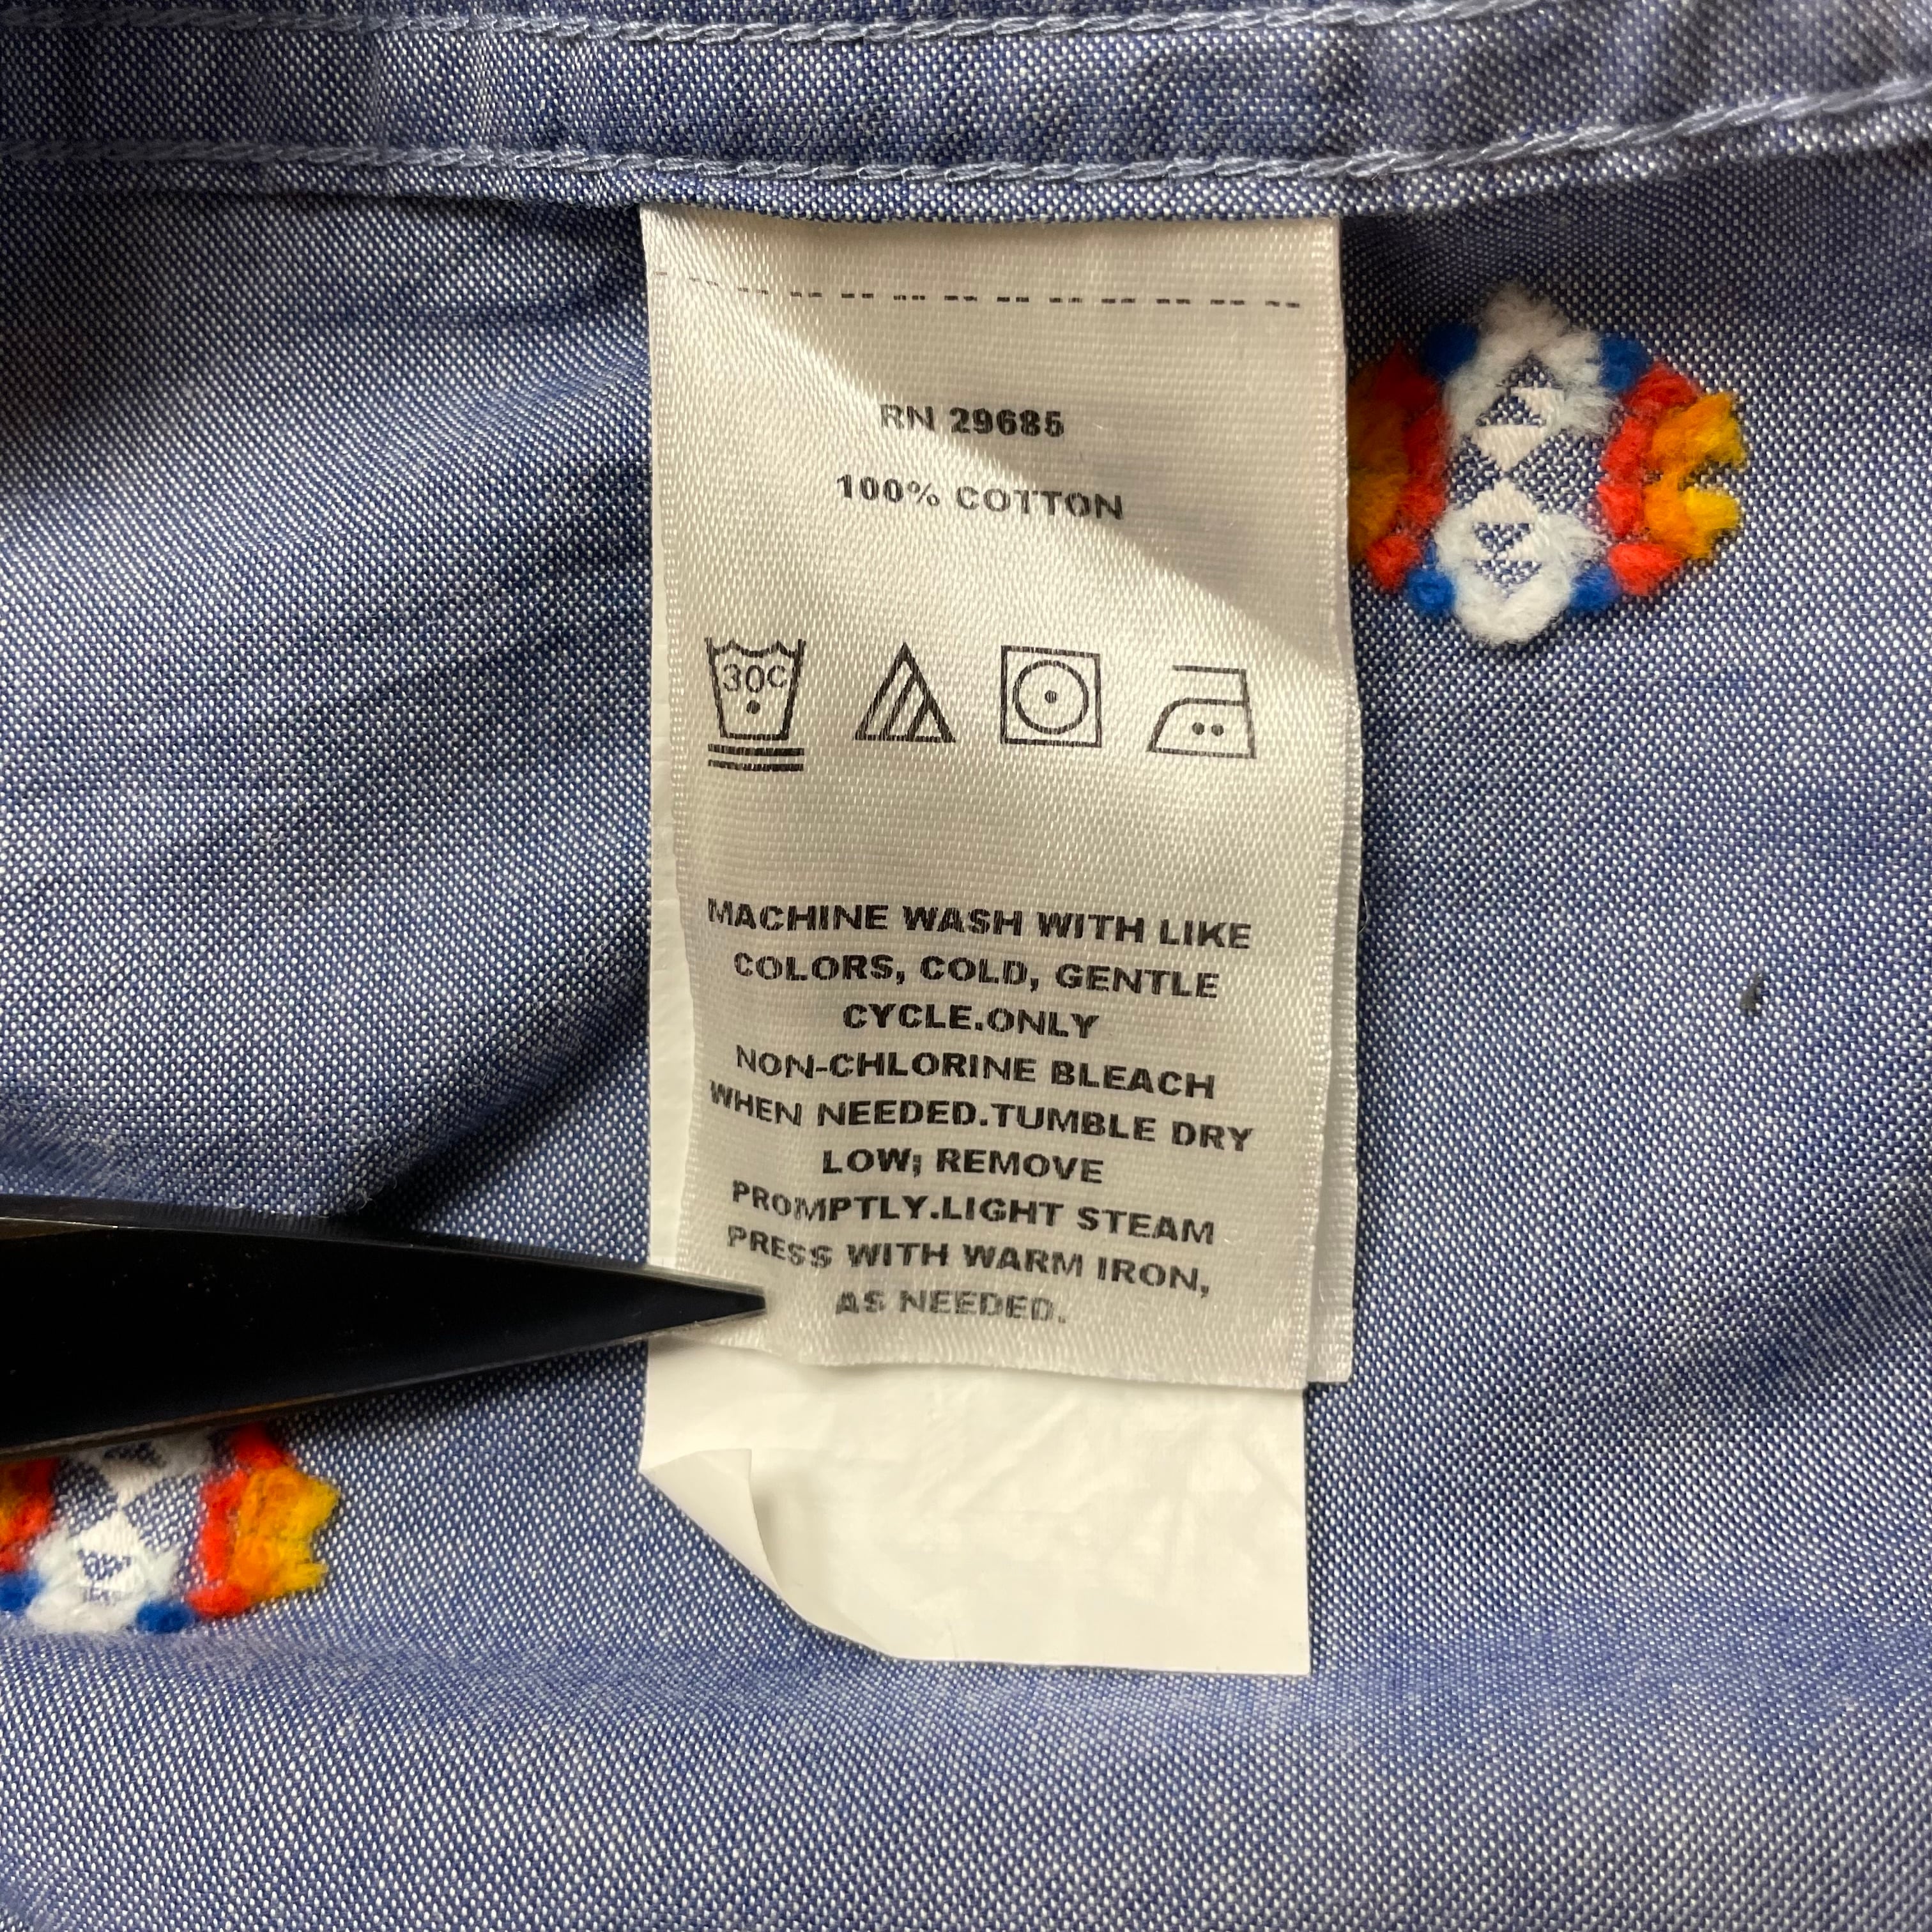 RN 29685
100% COTTON
30C
MACHINE WASH WITH LIKE
COLORS, COLD, GENTLE
CYCLE.ONLY
NON-CHLORINE BLEACH
WHEN NEEDED.TUMBLE DRY
LOW; REMOVE
PROMPTLY.LIGHT STEAM
PRESS WITH WARM IRON,
AS NEEDED.